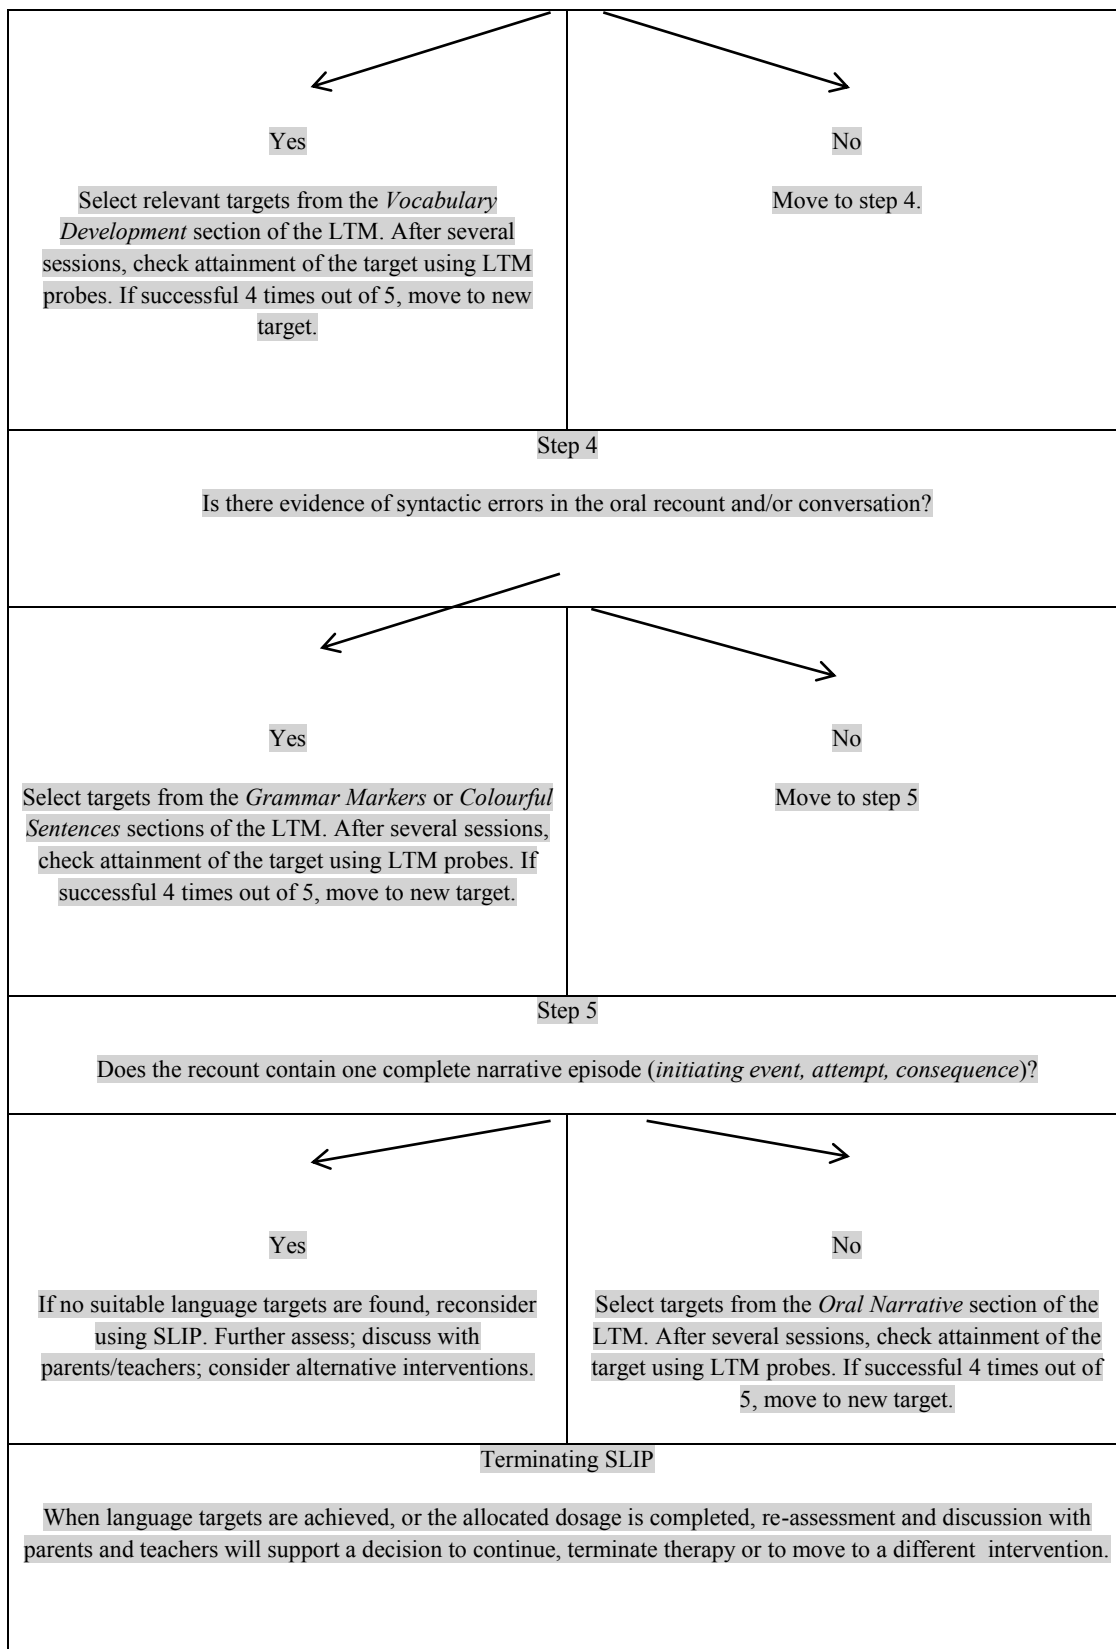 Yes
Select relevant targets from the Vocabulary
Development section of the LTM. After several
sessions, check attainment of the target using LTM
probes. If successful 4 times out of 5, move to new
target.
No
Move to step 4.
Step 4
Is there evidence of syntactic errors in the oral recount and/or conversation?
Yes
Select targets from the Grammar Markers or Colourful
Sentences sections of the LTM. After several sessions,
check attainment of the target using LTM probes. If
successful 4 times out of 5, move to new target.
No
Move to step 5
Step 5
Does the recount contain one complete narrative episode (initiating event, attempt, consequence)?
Yes
If no suitable language targets are found, reconsider
using SLIP. Further assess; discuss with
parents/teachers; consider alternative interventions.
No
Select targets from the Oral Narrative section of the
LTM. After several sessions, check attainment of the
target using LTM probes. If successful 4 times out of
5, move to new target.
Terminating SLIP
When language targets are achieved, or the allocated dosage is completed, re-assessment and discussion with
parents and teachers will support a decision to continue, terminate therapy or to move to a different intervention.